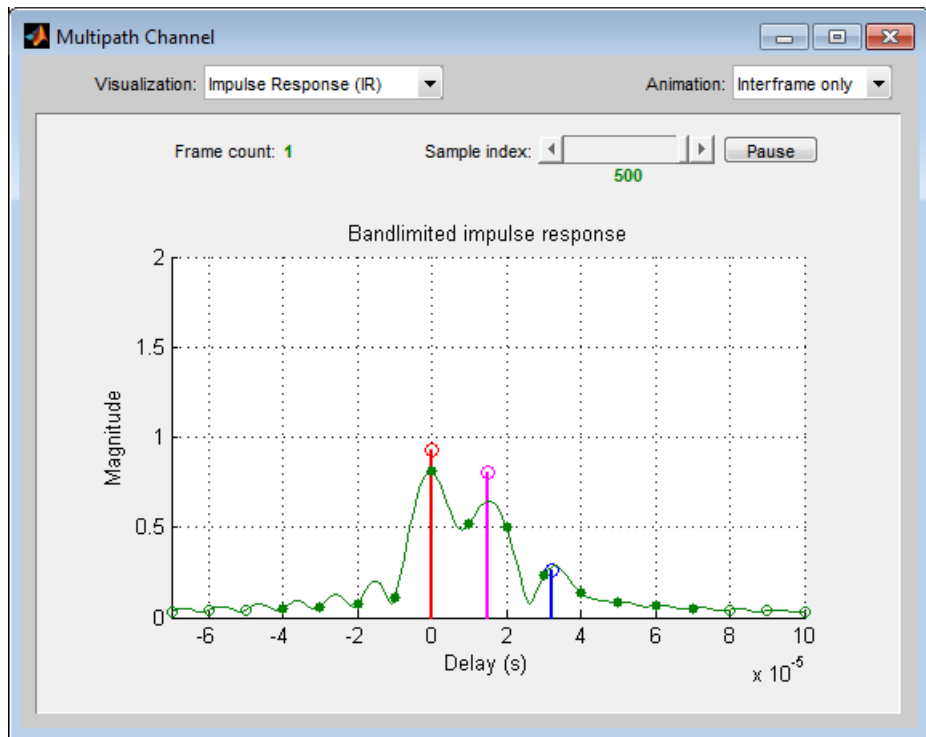 Multipath Channel
Visualization: Impulse Response (IR) Animation: Interframe only
Frame count: 1 Sample index: Pause
500
Bandlimited impulse response
2
1.5
1
0.5
0
Magnitude
-6 -4 -2 0 2 4 6 8 10
Delay (s)
x 10^-5